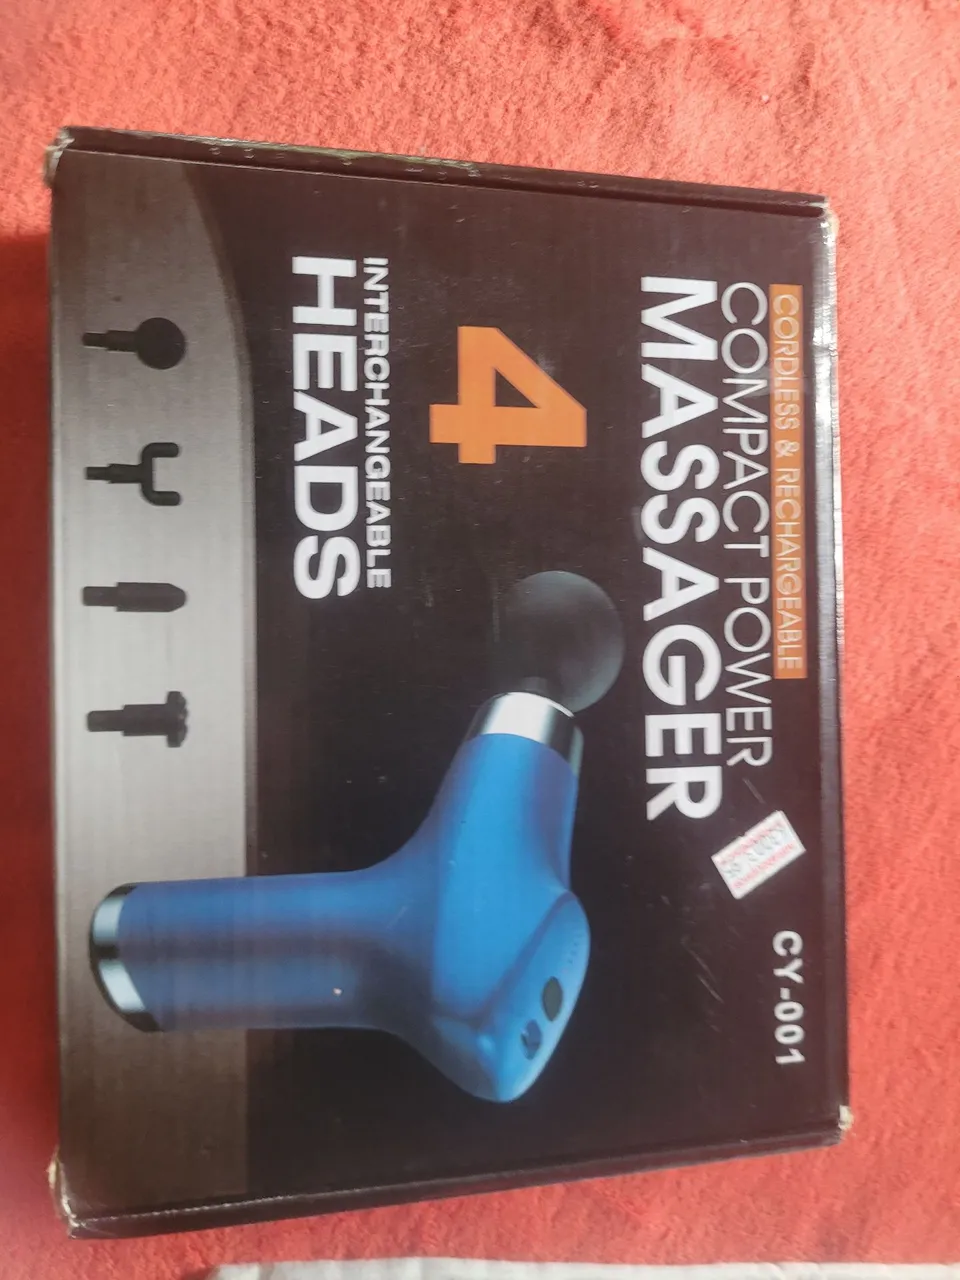 CORDLESS & RECHARGEABLE
COMPACT POWER
MASSAGER
CY-001
4
INTERCHANGEABLE
HEADS